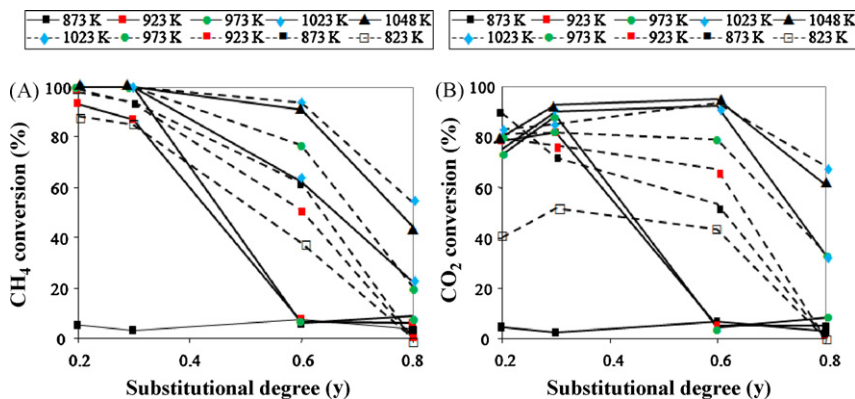 873 K 923 K 973 K 1023 K 1048 K
1023 K 973 K 923 K 873 K 823 K
873 K 923 K 973 K 1023 K 1048 K
1023 K 973 K 923 K 873 K 823 K
(A)
CH4 conversion (%)
100
80
60
40
20
0
0.2 0.4 0.6 0.8
Substitutional degree (y)
(B)
CO2 conversion (%)
100
80
60
40
20
0
0.2 0.4 0.6 0.8
Substitutional degree (y)